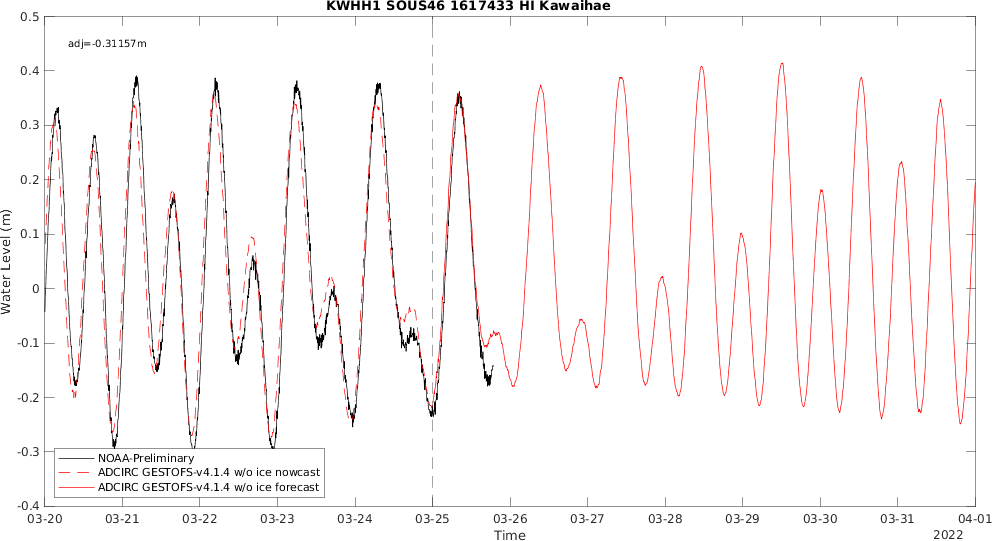 KWHH1 SOUS46 1617433 HI Kawaihae
adj=-0.31157m
0.5
0.4
0.3
0.2
0.1
0
-0.1
-0.2
-0.3
-0.4
Water Level (m)
NOAA-Preliminary
ADCIRC GESTOFS-v4.1.4 w/o ice nowcast
ADCIRC GESTOFS-v4.1.4 w/o ice forecast
03-20 03-21 03-22 03-23 03-24 03-25 03-26 03-27 03-28 03-29 03-30 03-31 04-01
Time
2022